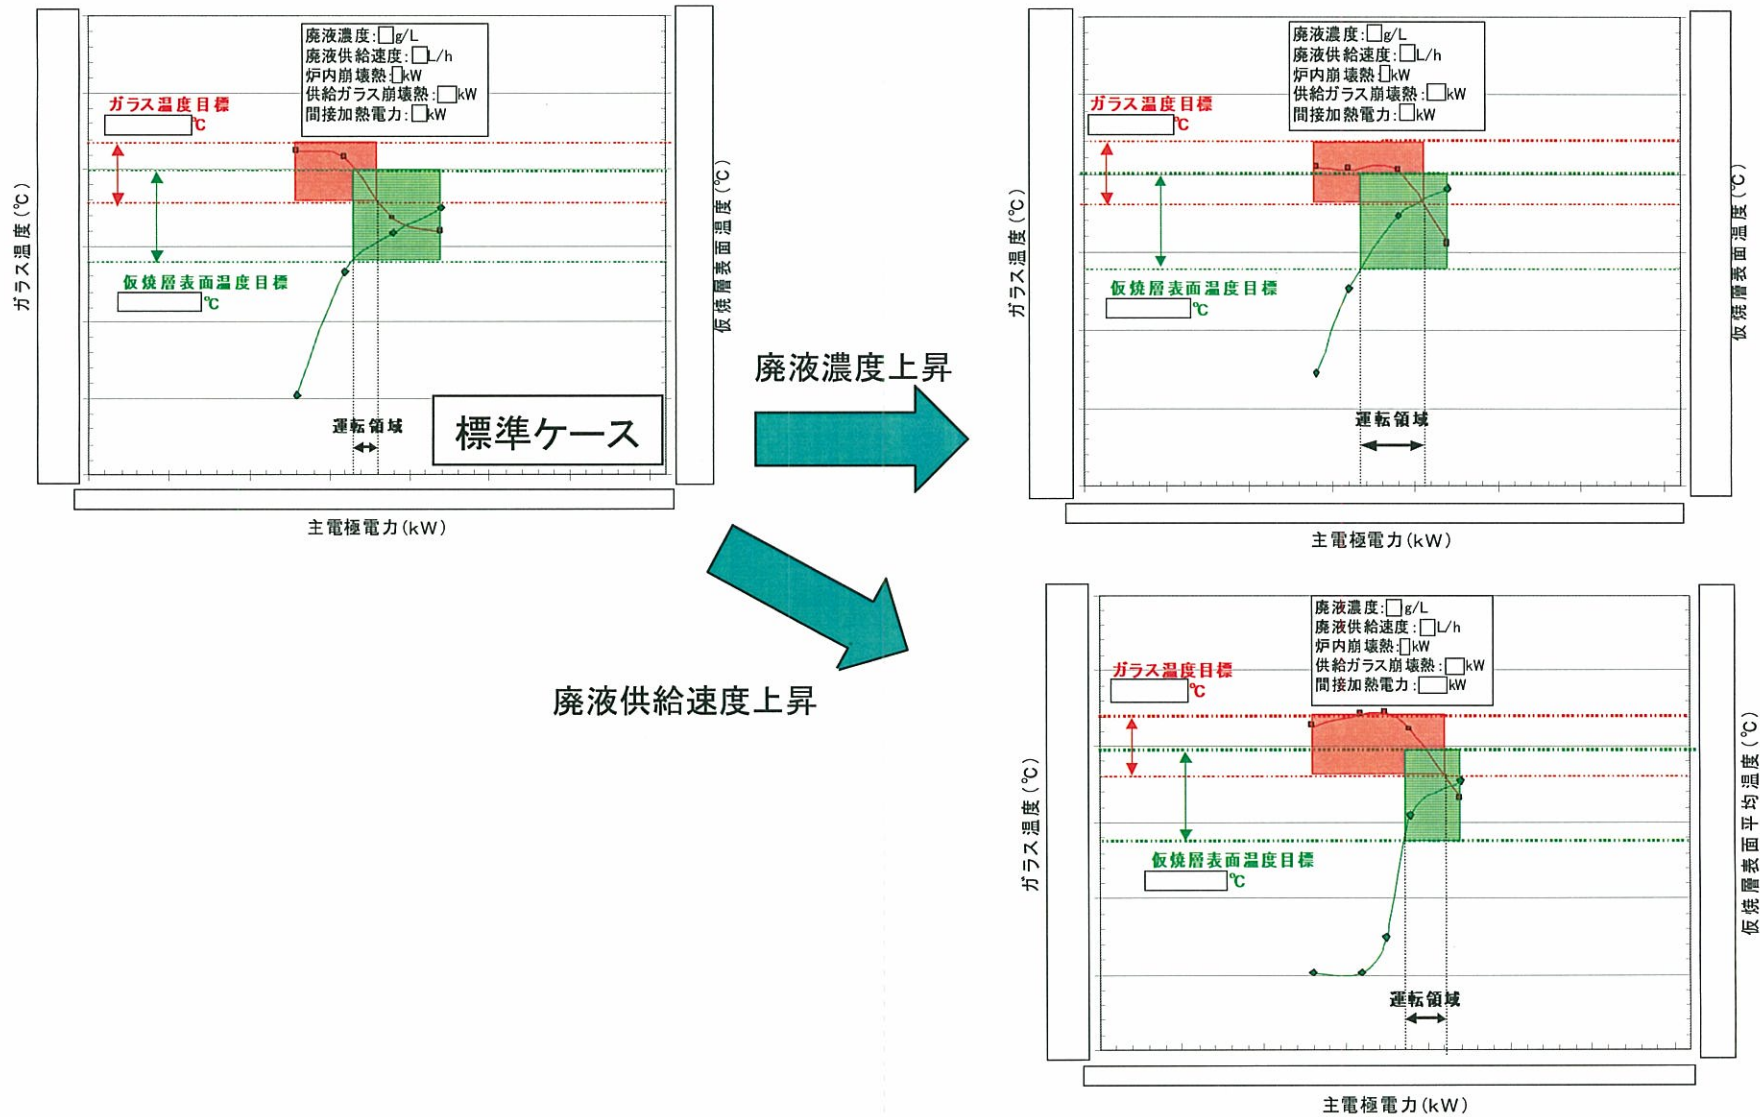 廃液濃度:□g/L
廃液供給速度:□L/h
炉内崩壊熱:□kW
供給ガラス崩壊熱:□kW
間接加熱電力:□kW
ガラス温度目標
□℃
仮焼層表面温度目標
□℃
ガラス温度(℃)
仮焼層表面温度(℃)
運転領域
標準ケース
主電極電力(kW)
廃液濃度上昇
廃液濃度:□g/L
廃液供給速度:□L/h
炉内崩壊熱:□kW
供給ガラス崩壊熱:□kW
間接加熱電力:□kW
ガラス温度目標
□℃
仮焼層表面温度目標
□℃
ガラス温度(℃)
仮焼層表面温度(℃)
運転領域
主電極電力(kW)
廃液供給速度上昇
廃液濃度:□g/L
廃液供給速度:□L/h
炉内崩壊熱:□kW
供給ガラス崩壊熱:□kW
間接加熱電力:□kW
ガラス温度目標
□℃
仮焼層表面温度目標
□℃
ガラス温度(℃)
仮焼層表面平均温度(℃)
運転領域
主電極電力(kW)